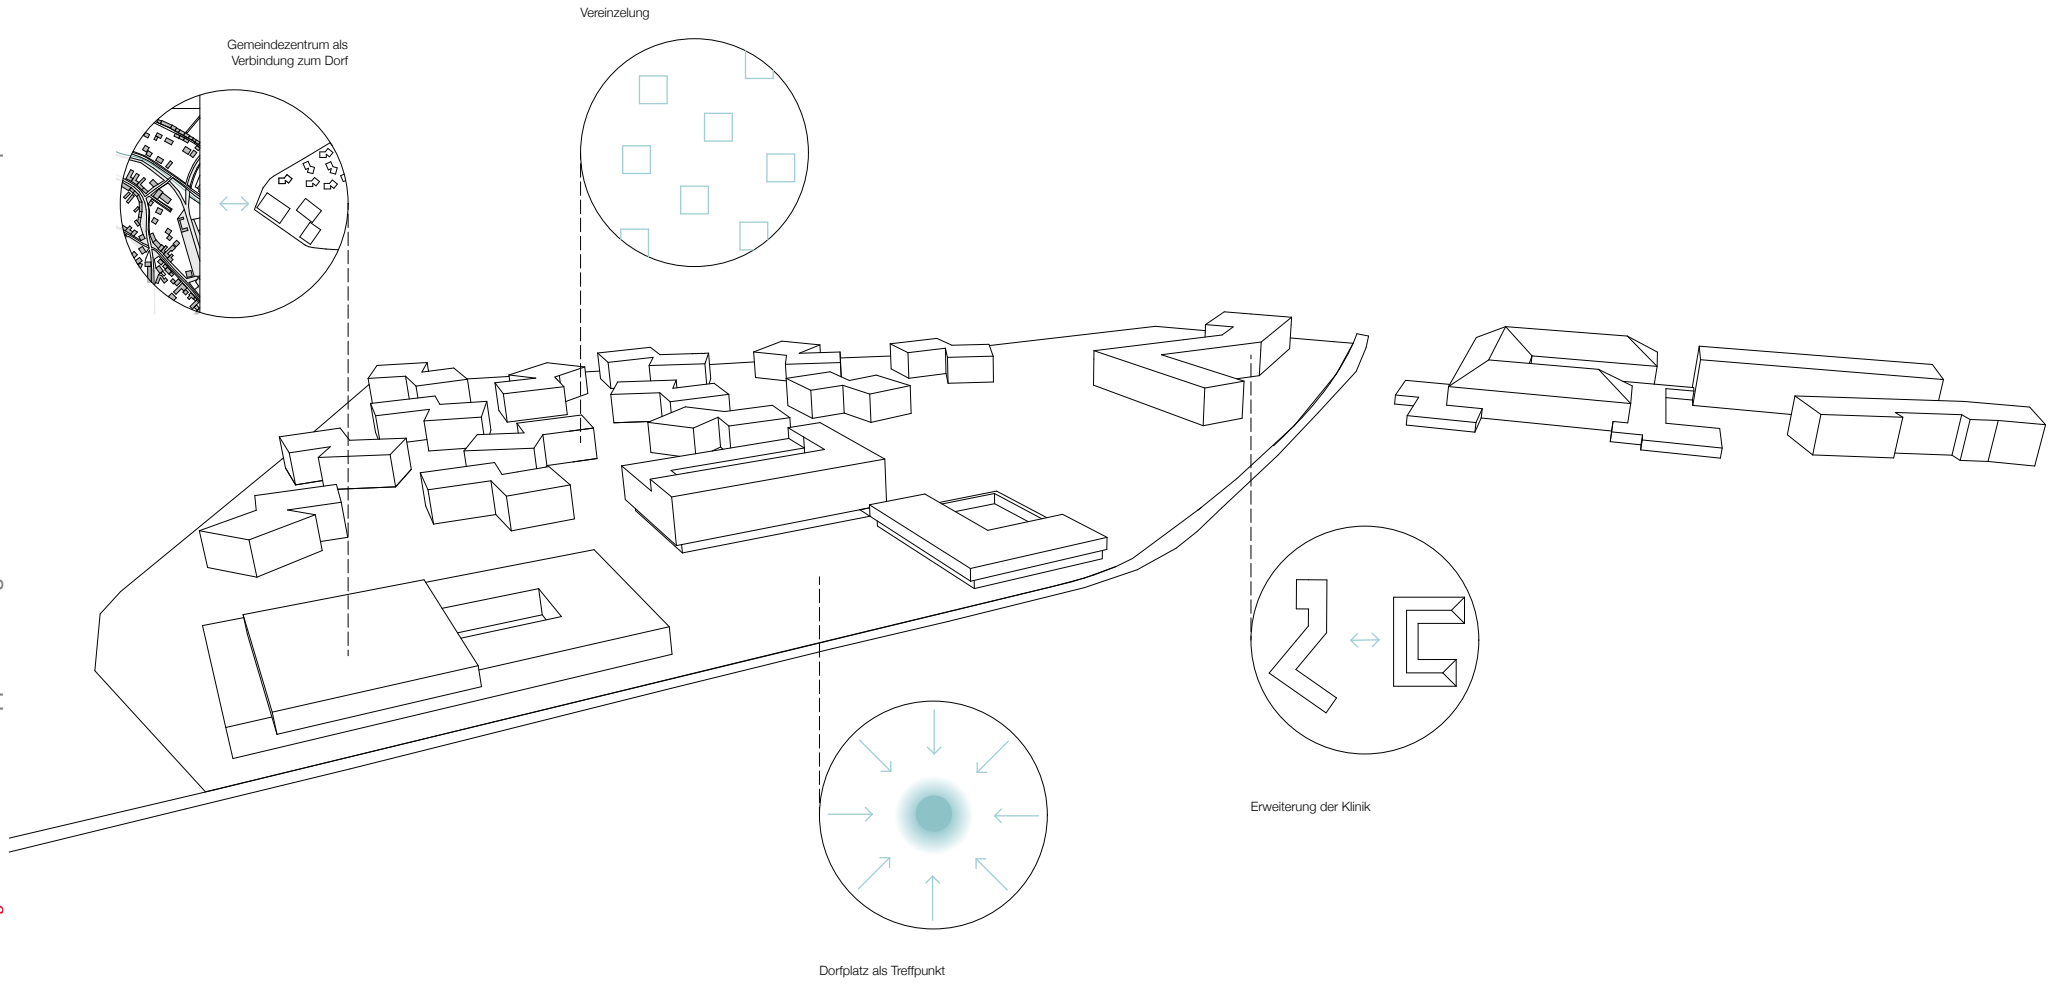 Vereinzelung
Gemeindezentrum als
Verbindung zum Dorf
Erweiterung der Klinik
Dorfplatz als Treffpunkt